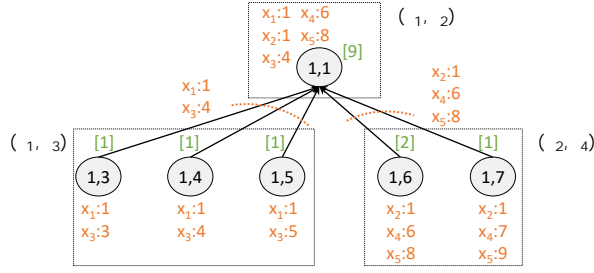 x₁:1 x₄:6
x₂:1 x₅:8
x₃:4
[9]
1,1
( ₁, ₂)
x₁:1
x₃:4
x₂:1
x₄:6
x₅:8
( ₁, ₃)
[1] [1] [1] [2] [1]
( ₂, ₄)
1,3 1,4 1,5 1,6 1,7
x₁:1 x₁:1 x₁:1 x₂:1 x₂:1
x₃:3 x₃:4 x₃:5 x₄:6 x₄:7
x₅:8 x₅:9